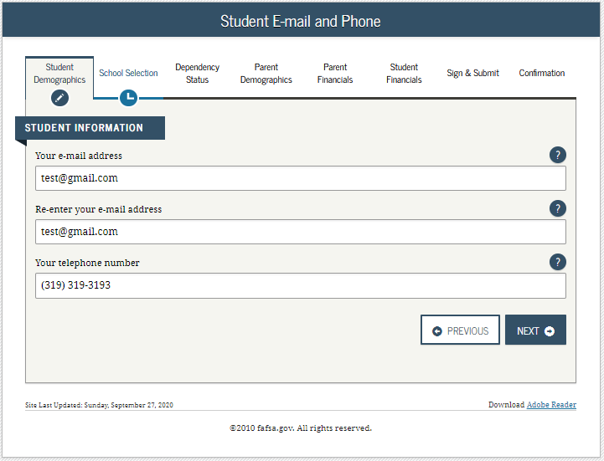 Student E-mail and Phone
Student Demographics
School Selection
Dependency Status
Parent Demographics
Parent Financials
Student Financials
Sign & Submit
Confirmation
STUDENT INFORMATION
Your e-mail address
?
test@gmail.com
Re-enter your e-mail address
?
test@gmail.com
Your telephone number
?
(319) 319-3193
PREVIOUS
NEXT
Site Last Updated: Sunday, September 27, 2020
Download Adobe Reader
©2010 fafsa.gov. All rights reserved.